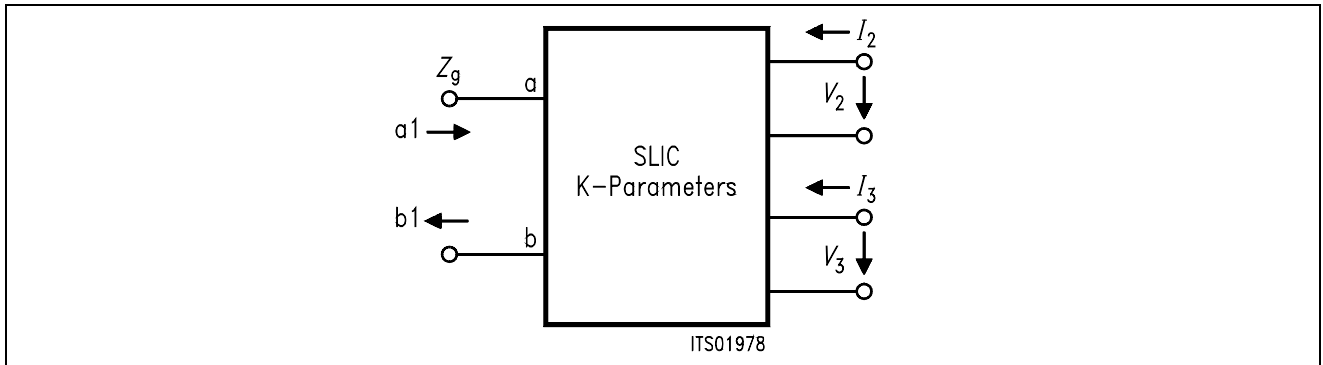 I2
Zg
a
V2
a1
SLIC
K-Parameters
I3
b1
b
V3
ITS01978